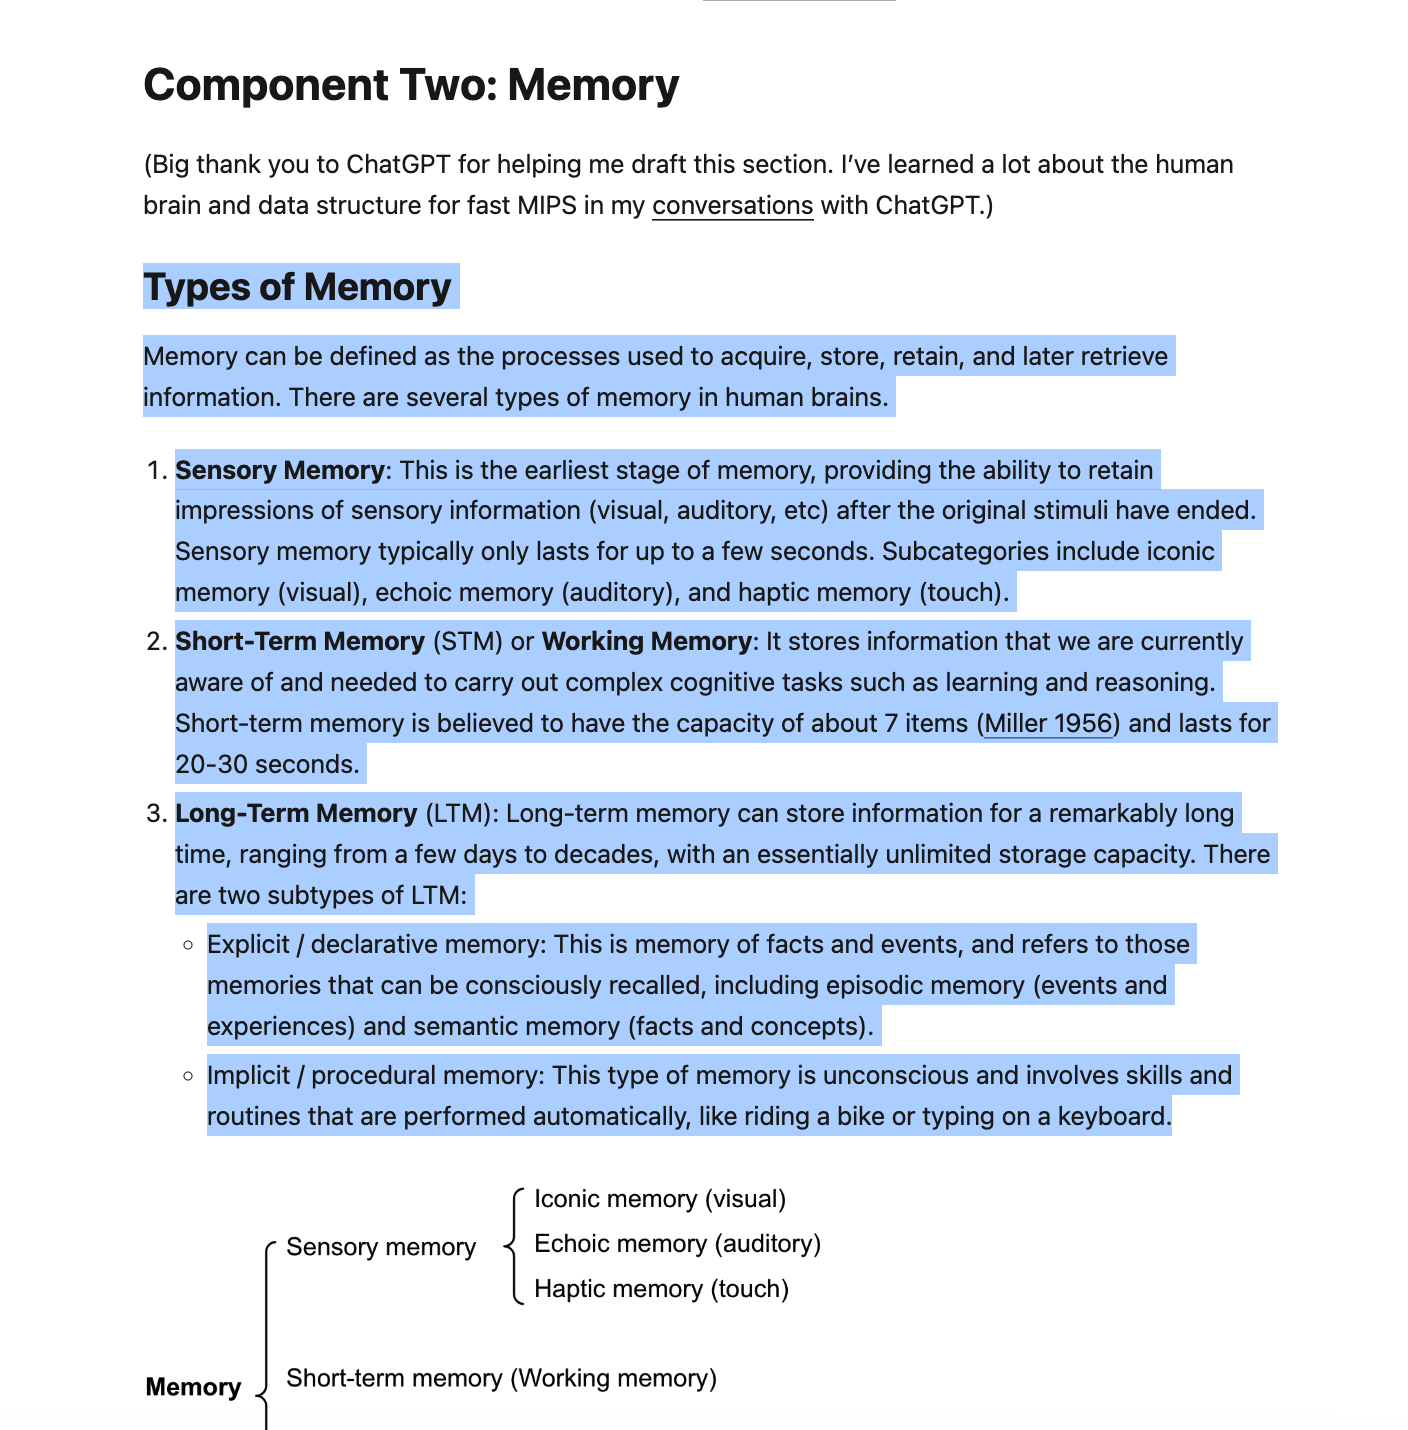 Component Two: Memory
(Big thank you to ChatGPT for helping me draft this section. I’ve learned a lot about the human
brain and data structure for fast MIPS in my conversations with ChatGPT.)
Types of Memory
Memory can be defined as the processes used to acquire, store, retain, and later retrieve
information. There are several types of memory in human brains.
1. Sensory Memory: This is the earliest stage of memory, providing the ability to retain
impressions of sensory information (visual, auditory, etc) after the original stimuli have ended.
Sensory memory typically only lasts for up to a few seconds. Subcategories include iconic
memory (visual), echoic memory (auditory), and haptic memory (touch).
2. Short-Term Memory (STM) or Working Memory: It stores information that we are currently
aware of and needed to carry out complex cognitive tasks such as learning and reasoning.
Short-term memory is believed to have the capacity of about 7 items (Miller 1956) and lasts for
20-30 seconds.
3. Long-Term Memory (LTM): Long-term memory can store information for a remarkably long
time, ranging from a few days to decades, with an essentially unlimited storage capacity. There
are two subtypes of LTM:
○ Explicit / declarative memory: This is memory of facts and events, and refers to those
memories that can be consciously recalled, including episodic memory (events and
experiences) and semantic memory (facts and concepts).
○ Implicit / procedural memory: This type of memory is unconscious and involves skills and
routines that are performed automatically, like riding a bike or typing on a keyboard.
Iconic memory (visual)
Sensory memory
Echoic memory (auditory)
Haptic memory (touch)
Short-term memory (Working memory)
Memory